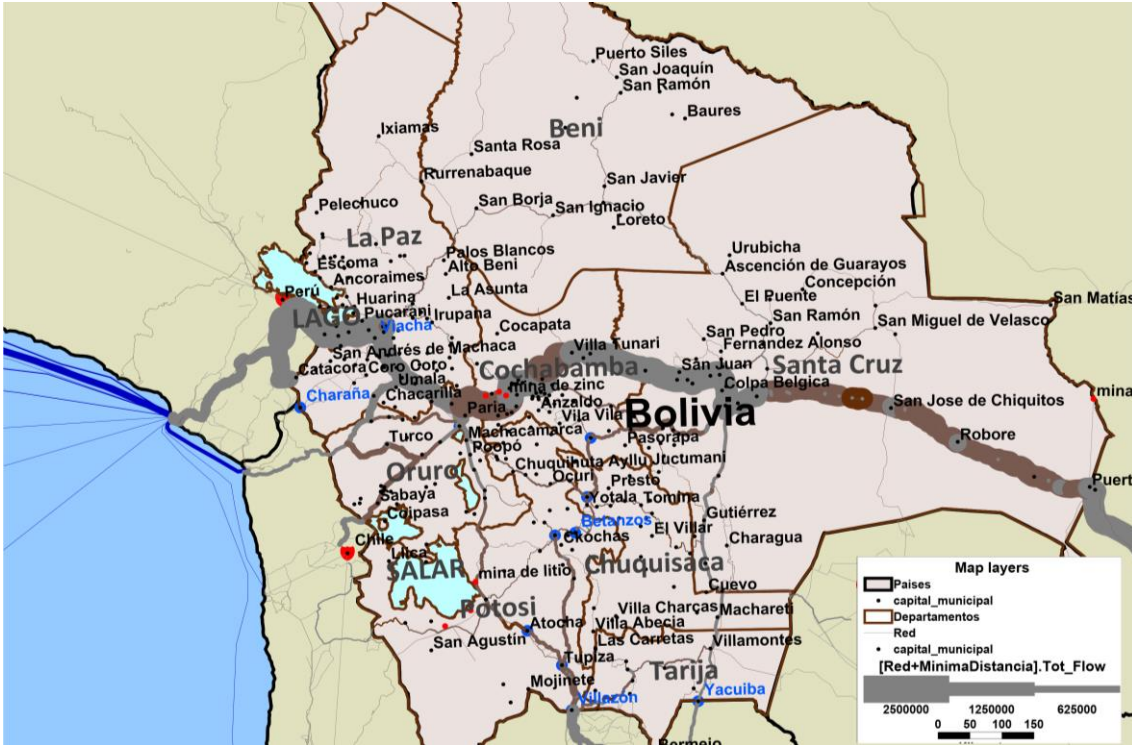 Puerto Siles
San Joaquín
San Ramón
Baures
Beni
Ixiamas
Santa Rosa
Rurrenabaque
San Javier
Pelechuco
San Borja
San Ignacio
Loreto
La Paz
Urubicha
Palos Blancos
Ascención de Guarayos
Escoma
Alto Beni
Concepción
Ancoraimes
La Asunta
Perú
Huarina
El Puente
San Matías
LAGO
Pucarani
Irupana
San Ramón
Viacha
Cocapata
San Pedro
San Miguel de Velasco
San Andrés de Machaca
Villa Tunari
Fernandez Alonso
Catacora
Coro Coro
Cochabamba
San Juan
Santa Cruz
Umala
mina de zinc
Colpa Belgica
mina
Charaña
Chacarilla
Paria
Anzaldo
Bolivia
San Jose de Chiquitos
Vila Vila
Turco
Machacamarca
Pasorapa
Robore
Poopó
Oruro
Chuquihuta Ayllu Jucumani
Ocurí
Presto
Puerto
Sabaya
Yotala
Tomina
Coipasa
Betanzos
El Villar
Gutiérrez
Chile
Ckochas
Charagua
Llica
SALAR
mina de litio
Chuquisaca
Cuevo
Potosi
Villa Charcas
Machareti
Atocha
Villa Abecia
San Agustín
Las Carretas
Villamontes
Tupiza
Mojinete
Tarija
Villazón
Yacuiba
Bermejo
Map layers
Paises
capital_municipal
Departamentos
Red
capital_municipal
[Red+MinimaDistancia].Tot_Flow
2500000 1250000 625000
0 50 100 150